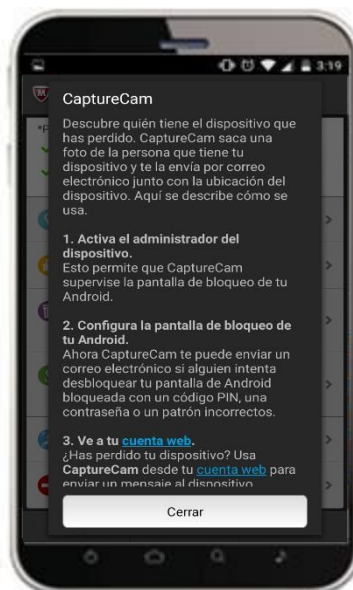 3:19
CaptureCam
Descubre quién tiene el dispositivo que
has perdido. CaptureCam saca una
foto de la persona que tiene tu
dispositivo y te la envía por correo
electrónico junto con la ubicación del
dispositivo. Aquí se describe cómo se
usa.
1. Activa el administrador del
dispositivo.
Esto permite que CaptureCam
supervise la pantalla de bloqueo de tu
Android.
2. Configura la pantalla de bloqueo de
tu Android.
Ahora CaptureCam te puede enviar un
correo electrónico si alguien intenta
desbloquear tu pantalla de Android
bloqueada con un código PIN, una
contraseña o un patrón incorrectos.
3. Ve a tu cuenta web.
¿Has perdido tu dispositivo? Usa
CaptureCam desde tu cuenta web para
enviar un mensaje al dispositivo
Cerrar